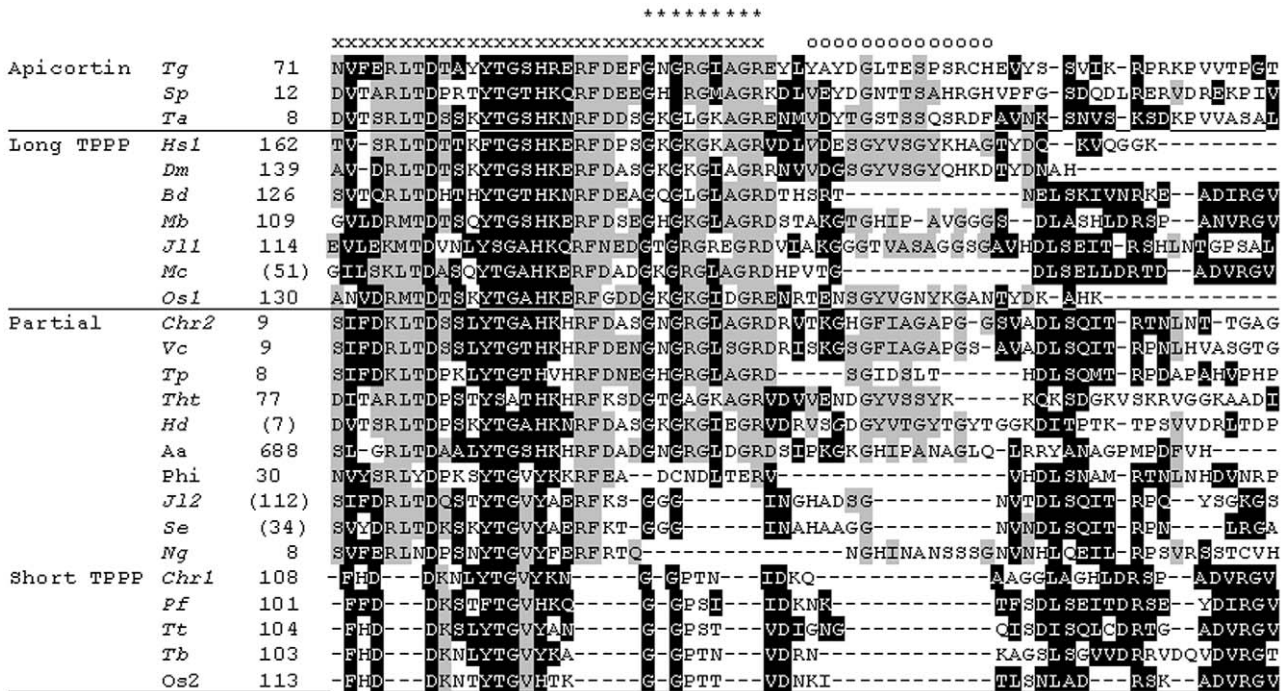 *********
xxxxxxxxxxxxxxxxxxxxxxxxxxxxxxxx oooooooooooooo
Apicortin Tg 71 NVFERLTDTAYYTGSHRERFDEFGNGRGIAGREYLYAYDGLTESPSRCHEVYS-SVIK-RPRKPVVTPGT
Sp 12 DVTARLTDPRTYTGTHKQRFDEEGHGRGMAGRKDLVEYDGNTTSAHRGHVPFG-SDQDLRERVDREKPIV
Ta 8 DVTSRLTDSSKYTGSHKERFDDSGKGLGKAGRENMVDYTGSTSSQSRDFAVNK-SNVS-KSDKPVVASAL
Long TPPP Hs1 162 TV-SRLTDTTKFTGSHKERFDPSGKGKGKAGRVDLVDESGYVSGYKHAGTYDQ--KVQGGK---------
Dm 139 AV-DRLTDTSKYTGSHKERFDASGKGKGIAGRRNVVDGSGYVSGYQHKDTYDNAH---------------
Bd 126 SVTQRLTDHTHYTGTHKNRFDEAGQGLGLAGRDTHSRT-------------NELSKIVNRKE--ADIRGV
Mb 109 GVLDRMTDTSQYTGSHKERFDSEGHGLGLAGRDSTAKGTGHIP-AVGGGS--DLASHLDRSP--ANVRGV
Jl1 114 EVLEKMTDVNLYSGAHKQRFNEDGTGRGREGRDVIAKGGGTVASAGGSGAVHDLSEIT-RSHLNTGPSAL
Mc (51) GILSKLTDASQYTGAHKERFDADGKGRGLAGRDHPVTG--------------DLSELLDRTD--ADVRGV
Os1 130 ANVDRMTDTSKYTGAHKERFGDDGKGKGIDGRENRTENSGYVGNYKGANTYDK-AHK-------------
Partial Chr2 9 SIFDKLTDSSLYTGAHKHRFDASGNGRGLAGRDRVTKGHGFIAGAPG-GSVADLSQIT-RTNLNT-TGAG
Vc 9 SIFDRLTDSSLYTGTHKHRFDENGNGRGLSGRDRISKGSGFIAGAPGS-AVADLSQIT-RPNLHVASGTG
Tp 8 SIFDKLTDPKLYTGTHVHRFDNEGHGRGLAGRD------SGIDSLT------HDLSQMT-RPDAPAHVPHP
Tht 77 DITARLTDPSTYSATHKHRFKSDGTGAGKAGRVDVVENDGYVSSYK-----KQKSDGKVSKRVGGKAADI
Hd (7) DVTSRLTDPSKYTGAHKNRFDASGKGKGIEGRVDRVSGDGYVTGYTGYTGGKDITPTK-TPSVVDRLTDP
Aa 688 SL-GRLTDAALYTGSHKHRFDADGNGRGLDGRDSIPKGKGHIPANAGLQ-LRRYANAGPMPDFVH-----
Phi 30 NVYSRLYDPKSYTGVYKKRFEA--DCNDLTERV------------------VHDLSNAM-RTNLNHDVNRP
Jl2 (112) SIFDRLTDQSTYTGVYAERFKS-GGG------INGHADSG-----------NVTDLSQIT-RPQ--YSGKGS
Se (34) SVYDRLTDKSKYTGVYAERFKT-GGG------INAHAAGG-----------NVNDLSQIT-RPN---LRGA
Ng 8 SVFERLNDPSNYTGVYFERFRTQ---------------NGHINANSSSGNVNHLQEIL-RPSVRSSTCVH
Short TPPP Chr1 108 -FHD---DKNLYTGVYKN-----G-GPTN---IDKQ-------------AAGGLAGHLDRSP--ADVRGV
Pf 101 -FFD---DKSTFTGVHKQ-----G-GPSI---IDKNK------------TFSDLSEITDRSE--YDIRGV
Tt 104 -FHD---DKSLYTGVYAN-----G-GPST---VDIGNG-----------QISDISQLCDRTG--ADVRGV
Tb 103 -FHD---DKNLYTGVYKA-----G-GPTN---VDRN-------------KAGSLSGVVDRRVDQVDVRGT
Os2 113 -FHD---DKNTYTGVHTK-----G-GPTT---VDNKI------------TLSNLAD---RSK--ADVRGV